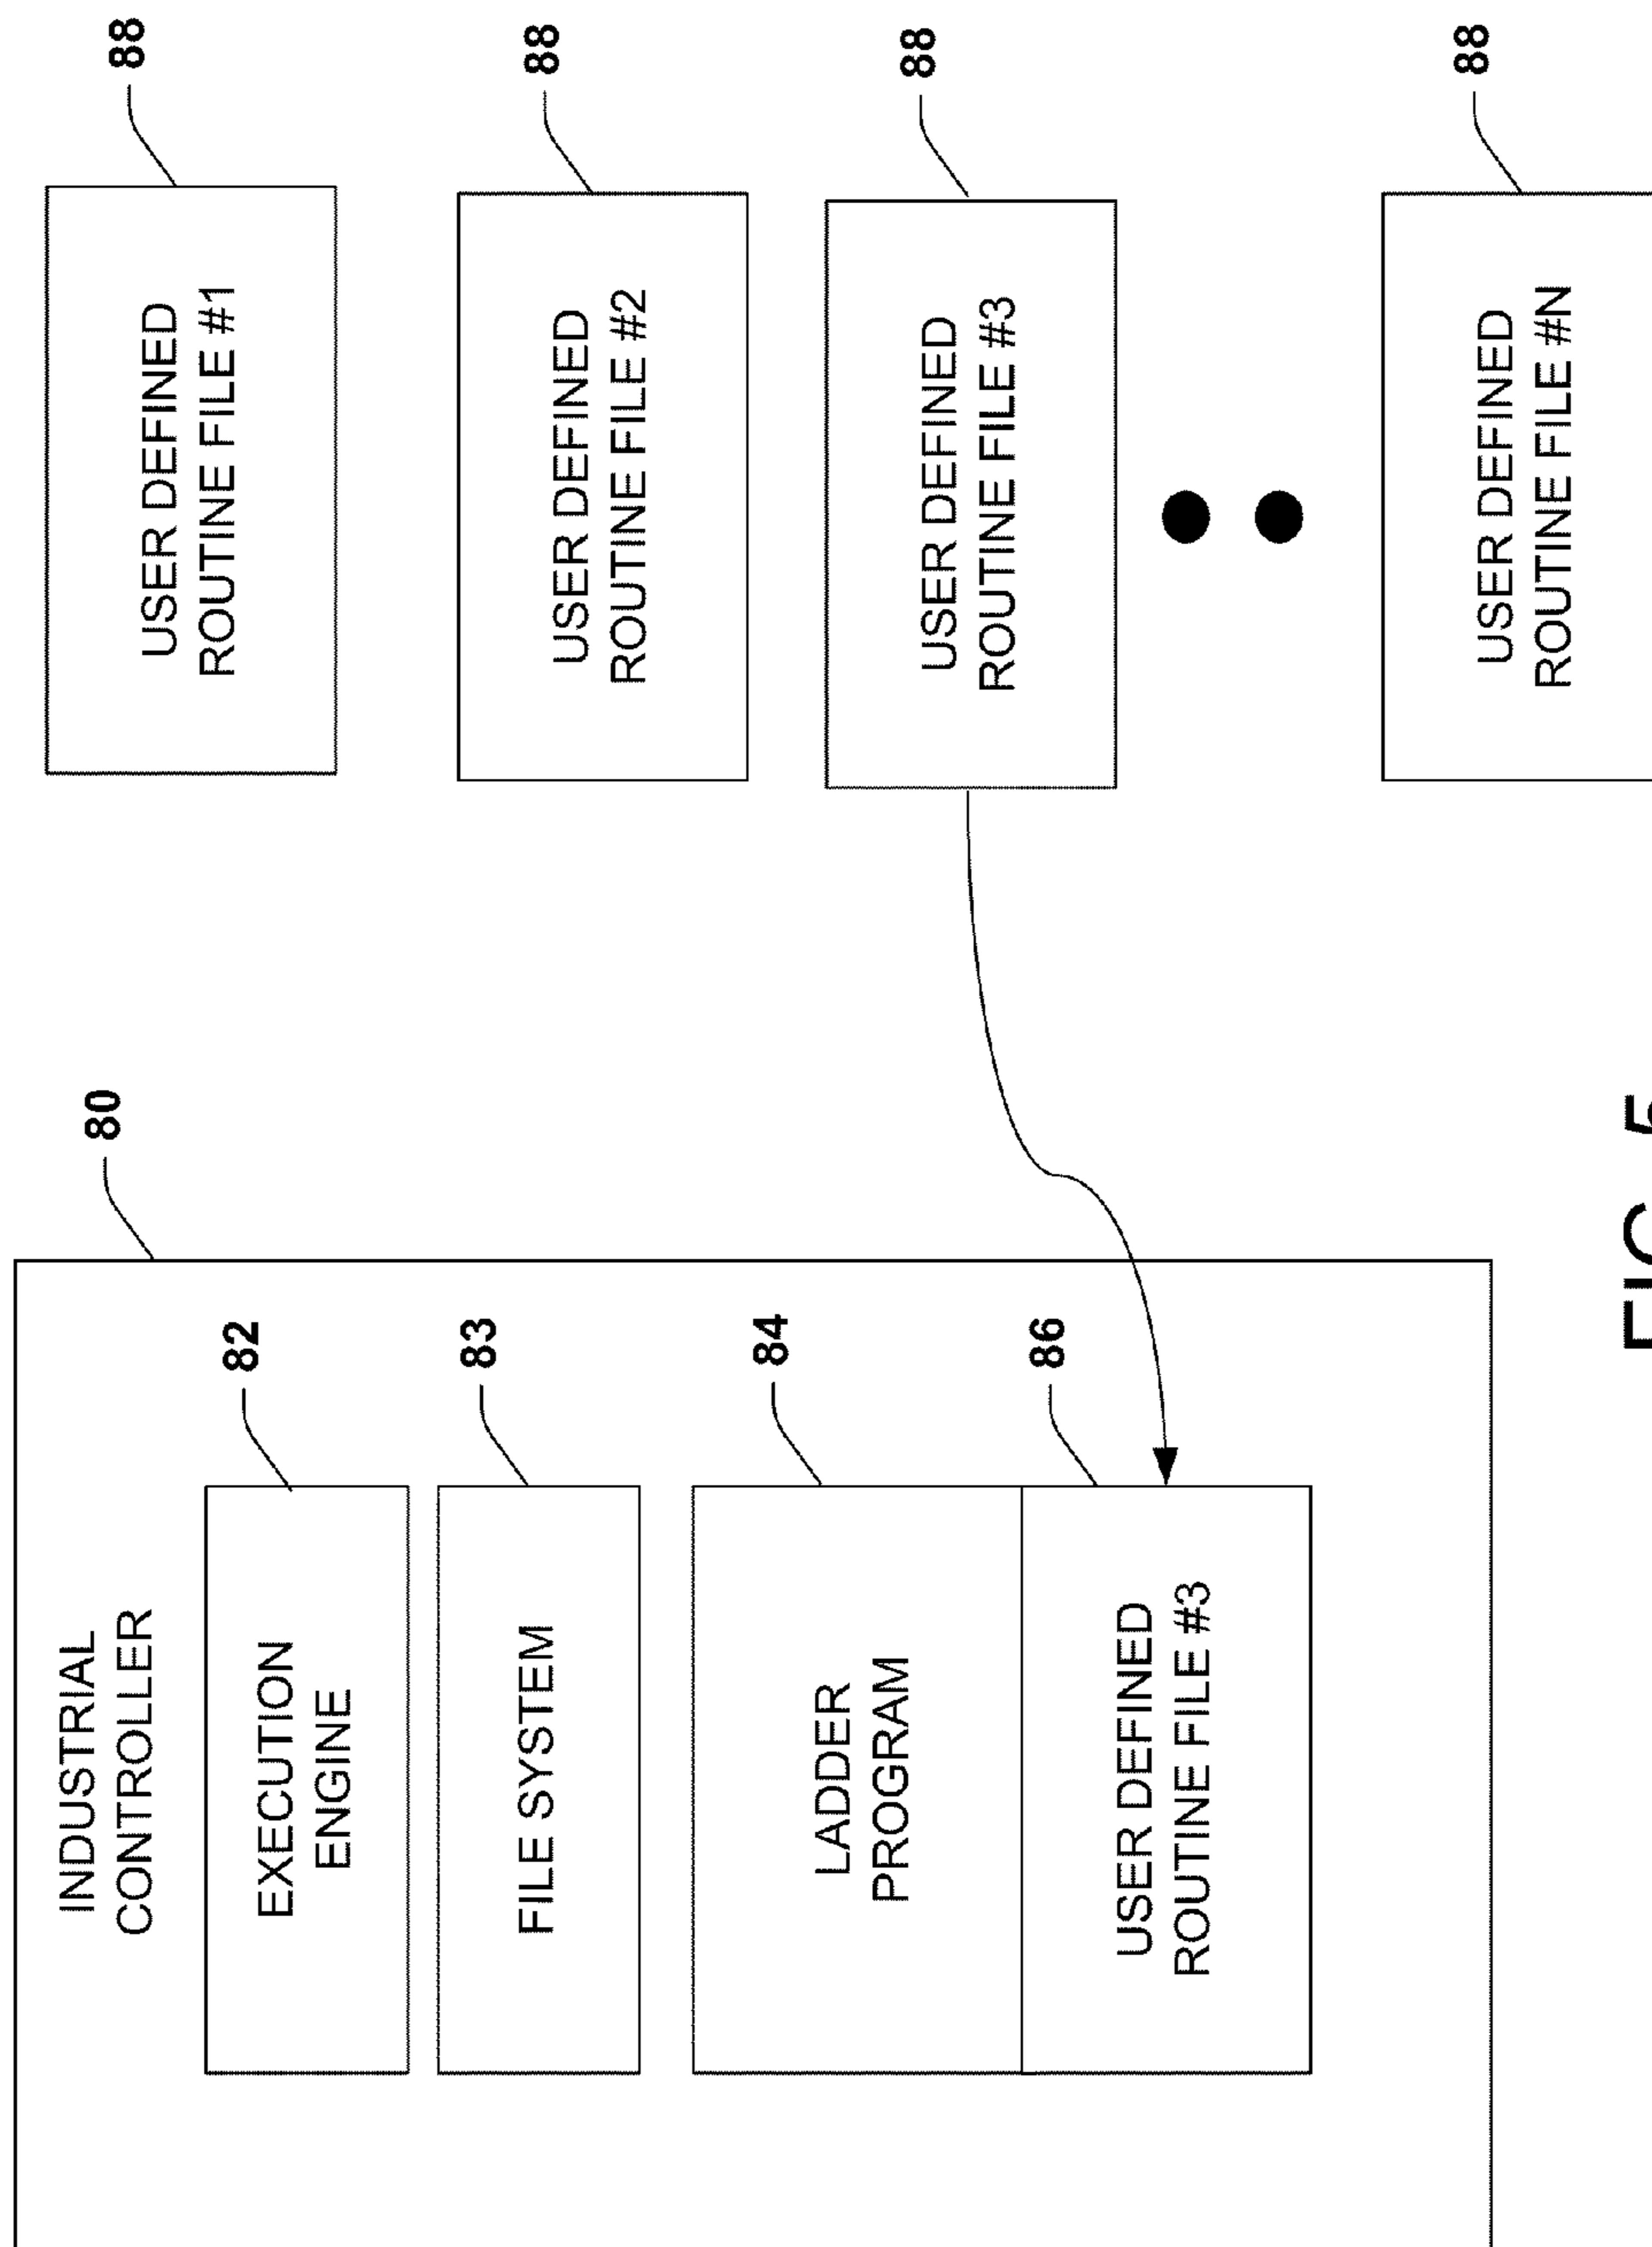 INDUSTRIAL
CONTROLLER
80
EXECUTION
ENGINE
82
FILE SYSTEM
83
LADDER
PROGRAM
84
USER DEFINED
ROUTINE FILE #3
86
USER DEFINED
ROUTINE FILE #1
88
USER DEFINED
ROUTINE FILE #2
88
USER DEFINED
ROUTINE FILE #3
88
USER DEFINED
ROUTINE FILE #N
88
FIG. 5